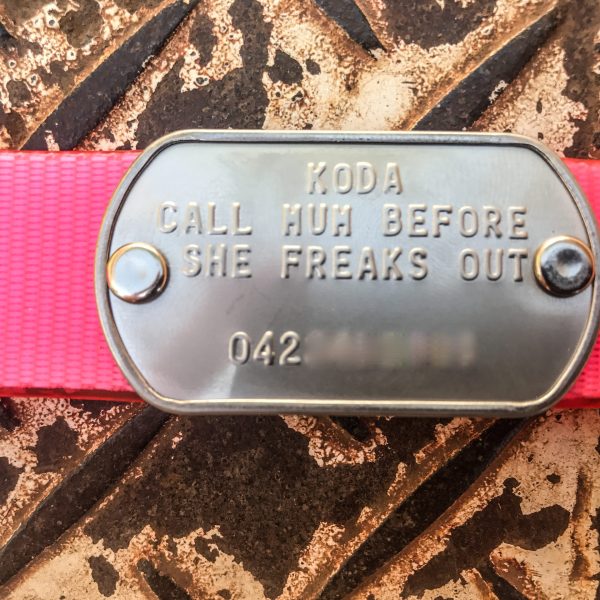 KODA
CALL MUM BEFORE
SHE FREAKS OUT
042